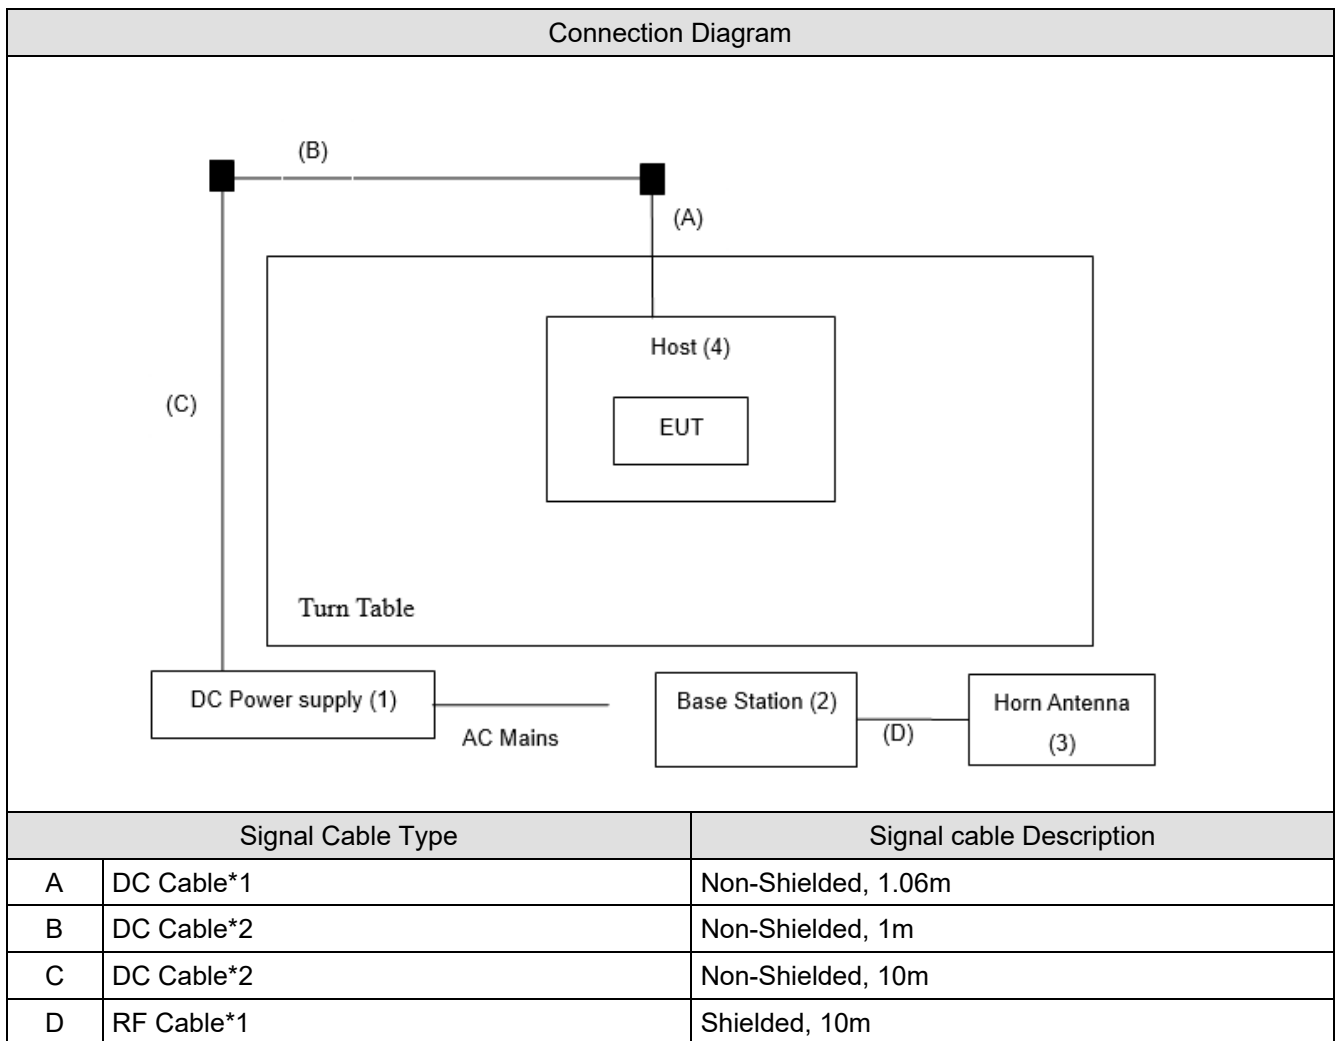 Connection Diagram
(B)
(A)
Host (4)
(C)
EUT
Turn Table
DC Power supply (1)
AC Mains
Base Station (2)
(D)
Horn Antenna
(3)
Signal Cable Type Signal cable Description
A DC Cable*1 Non-Shielded, 1.06m
B DC Cable*2 Non-Shielded, 1m
C DC Cable*2 Non-Shielded, 10m
D RF Cable*1 Shielded, 10m